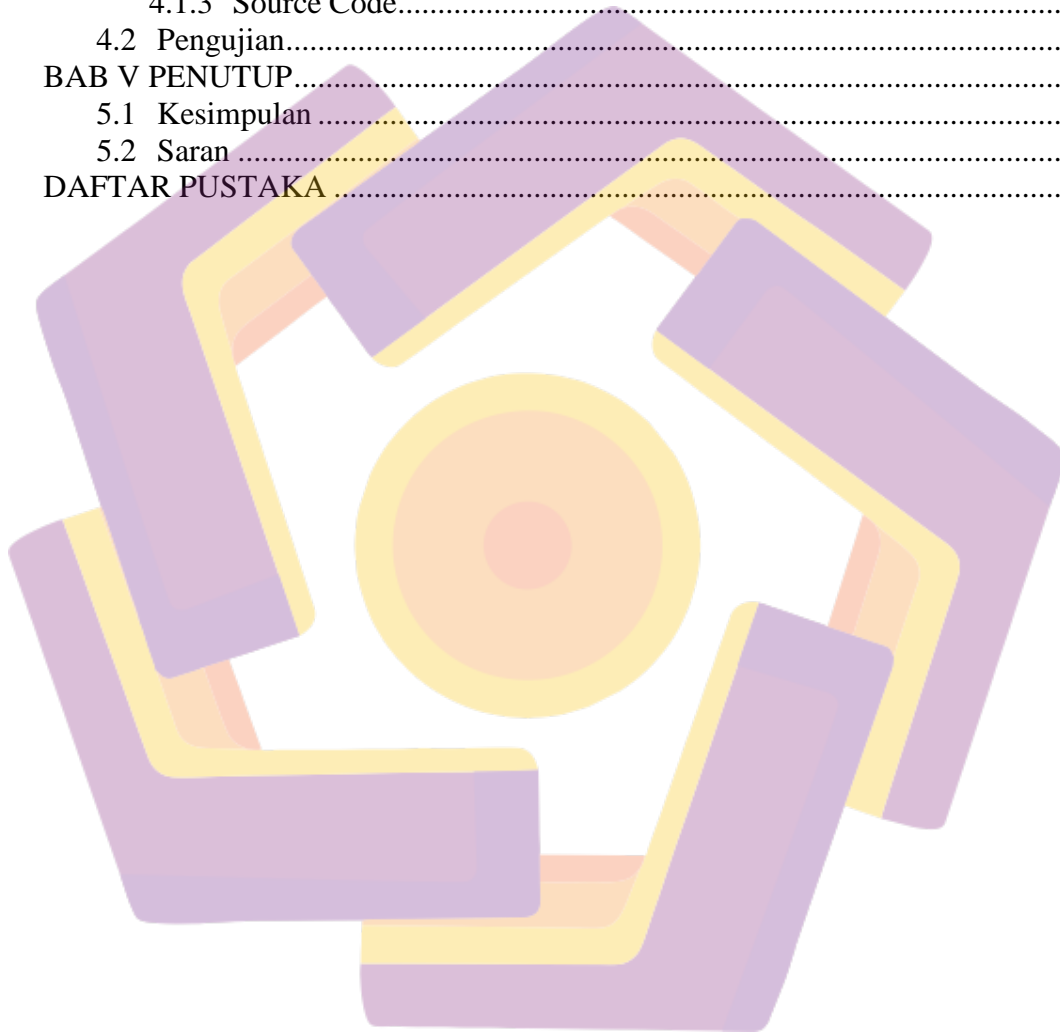 4.1.3 Source Code................................................................................
4.2 Pengujian................................................................................................
BAB V PENUTUP................................................................................................
5.1 Kesimpulan ................................................................................................
5.2 Saran ................................................................................................
DAFTAR PUSTAKA ................................................................................................